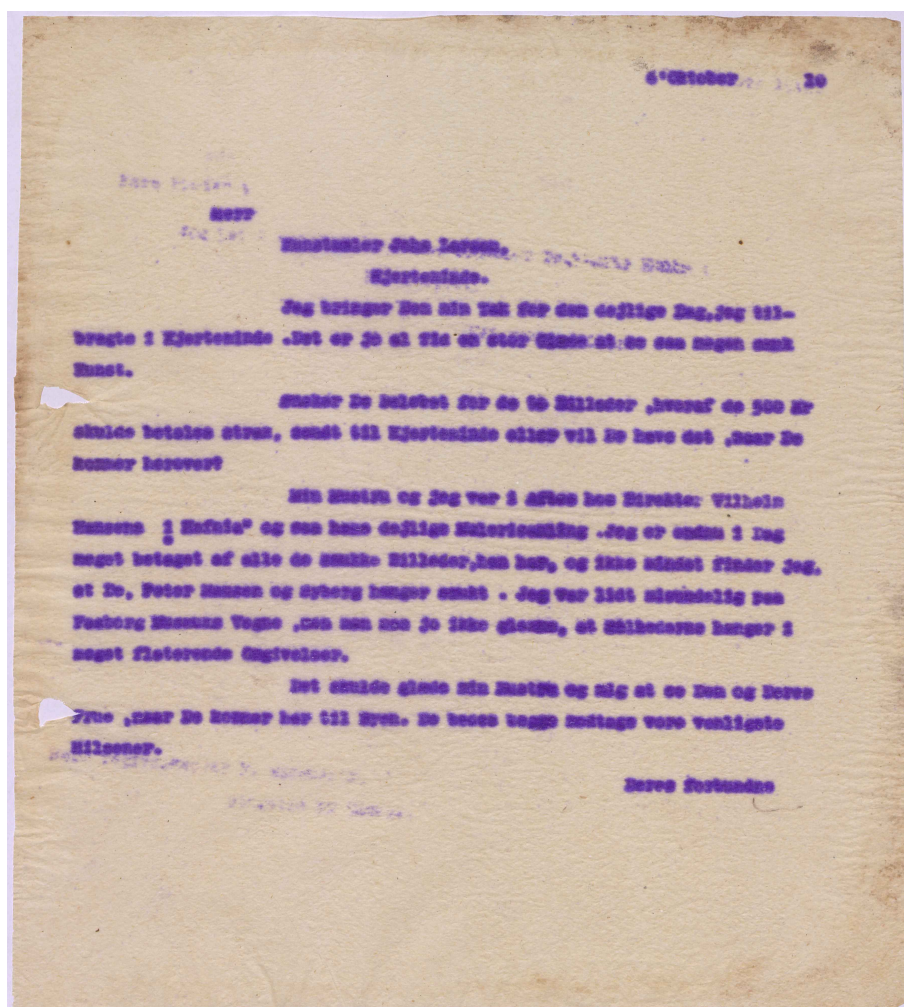 4'Oktober 10
Herr
Kunstmaler Johs Larsen,
Kjerteminde.
Jeg bringer Dem min Tak for den dejlige Dag,jeg til-
bragte i Kjerteminde .Det er jo al Tid en stor Glæde at se saa megen smuk
Kunst.
Ønsker De Beløbet for de to Billeder ,hvoraf de 500 Kr
skulde betales strax, sendt til Kjerteminde eller vil De have det ,naar De
kommer herover?
Min Hustru og jeg var i Aftes hos Direktør Vilhelm
Hansens i Hafnia" og saa hans dejlige Malerisamling .Jeg er endnu i Dag
meget betaget af alle de smukke Billeder,han har, og ikke mindst finder jeg,
at De, Peter Hansen og Syberg hænger smukt . Jeg var lidt misundelig paa
Faaborg Museums Vegne ,men man maa jo ikke glemme, at Billederne hænger i
meget flaterende Omgivelser.
Det skulde glæde min Hustru og mig at se Dem og Deres
Frue ,naar De kommer her til Byen. De bedes begge modtage vore venligste
Hilsener.
Deres forbundne